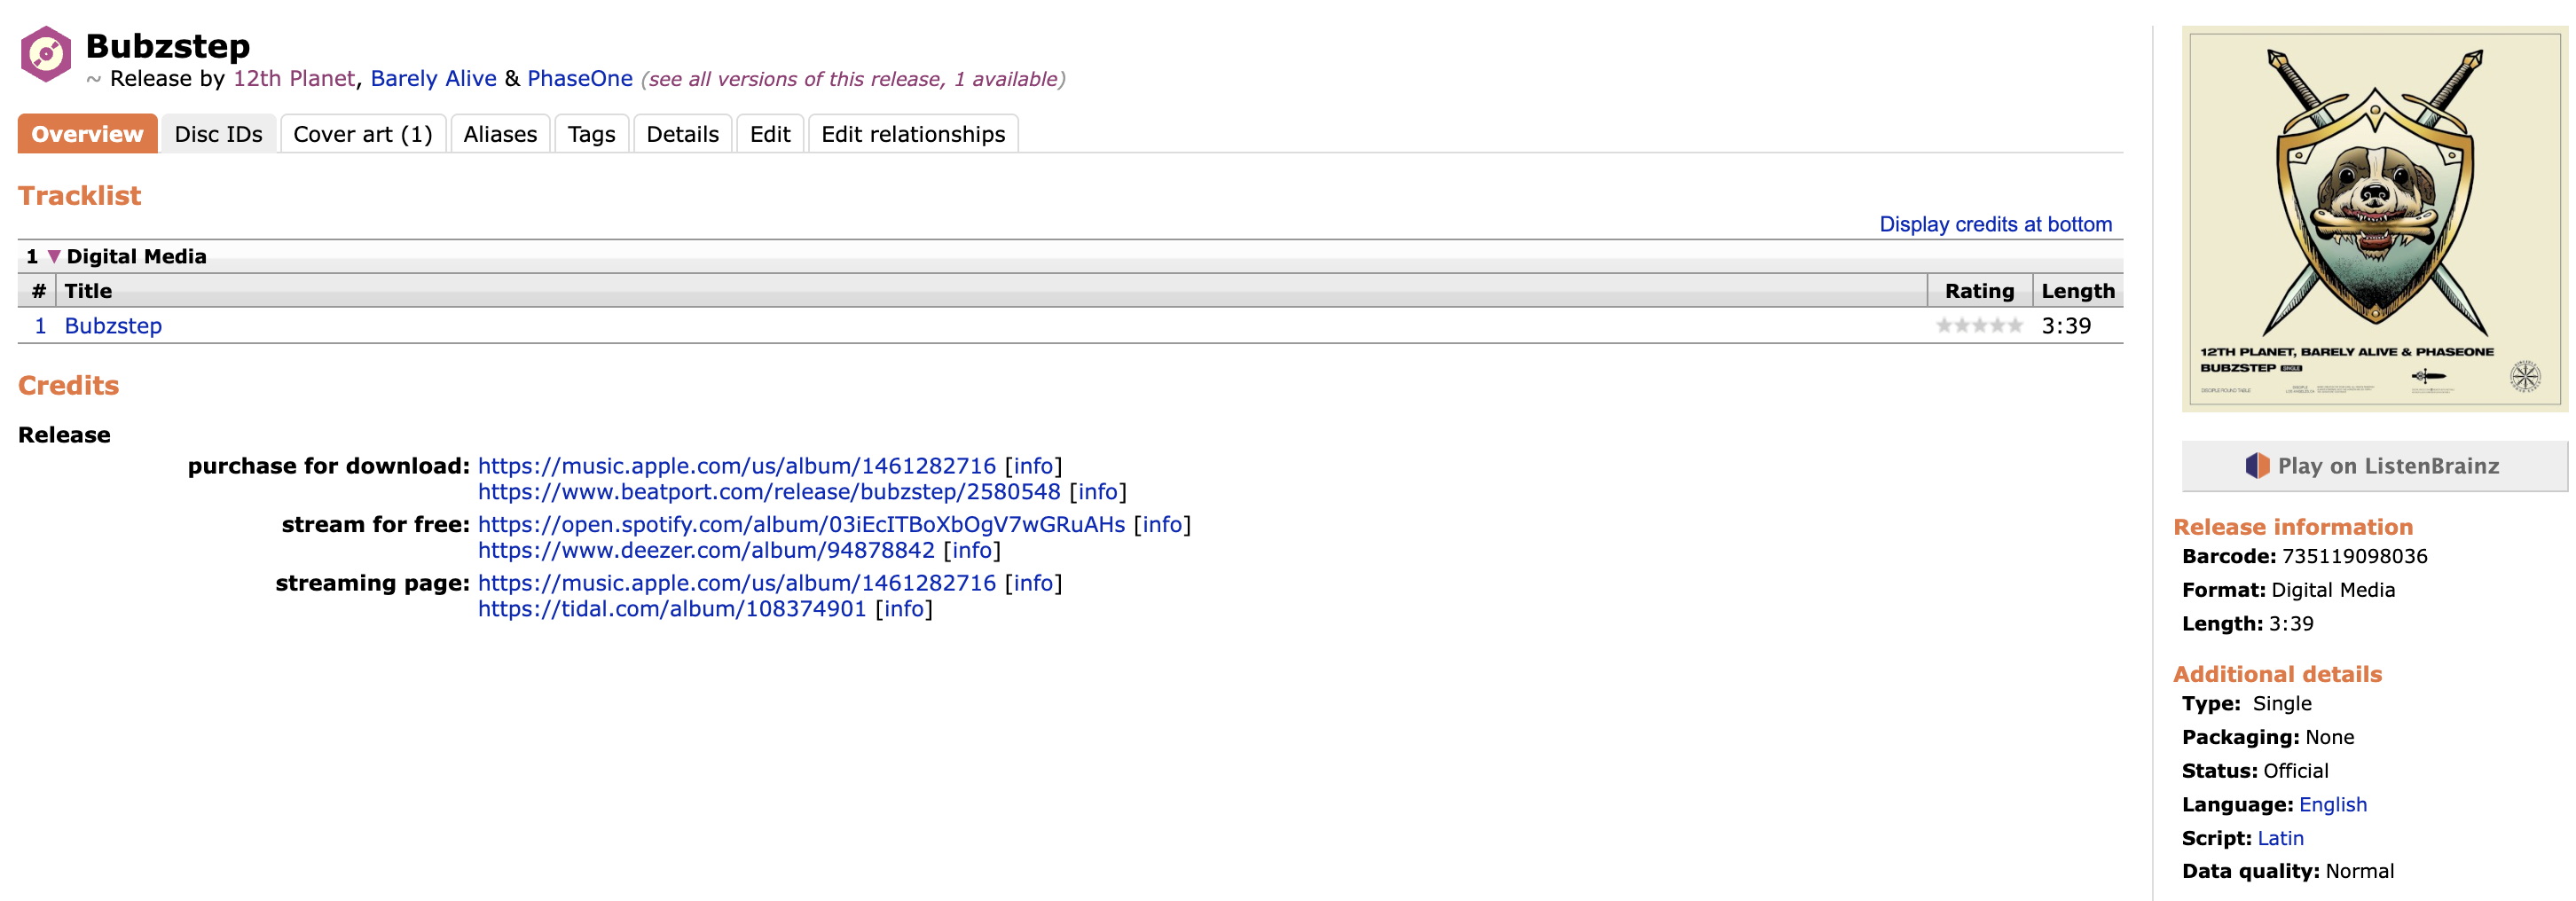 Bubzstep
~ Release by 12th Planet, Barely Alive & PhaseOne (see all versions of this release, 1 available)
Overview Disc IDs Cover art (1) Aliases Tags Details Edit Edit relationships
Tracklist
Display credits at bottom
1 ▼ Digital Media
# Title Rating Length
1 Bubzstep ★★★★★ 3:39
Credits
Release
purchase for download: https://music.apple.com/us/album/1461282716 [info]
https://www.beatport.com/release/bubzstep/2580548 [info]
stream for free: https://open.spotify.com/album/03iEcITBoXbOgV7wGRuAHs [info]
https://www.deezer.com/album/94878842 [info]
streaming page: https://music.apple.com/us/album/1461282716 [info]
https://tidal.com/album/108374901 [info]
12TH PLANET, BARELY ALIVE & PHASEONE
BUBZSTEP SINGLE
DISCIPLE ROUND TABLE
Play on ListenBrainz
Release information
Barcode: 735119098036
Format: Digital Media
Length: 3:39
Additional details
Type: Single
Packaging: None
Status: Official
Language: English
Script: Latin
Data quality: Normal